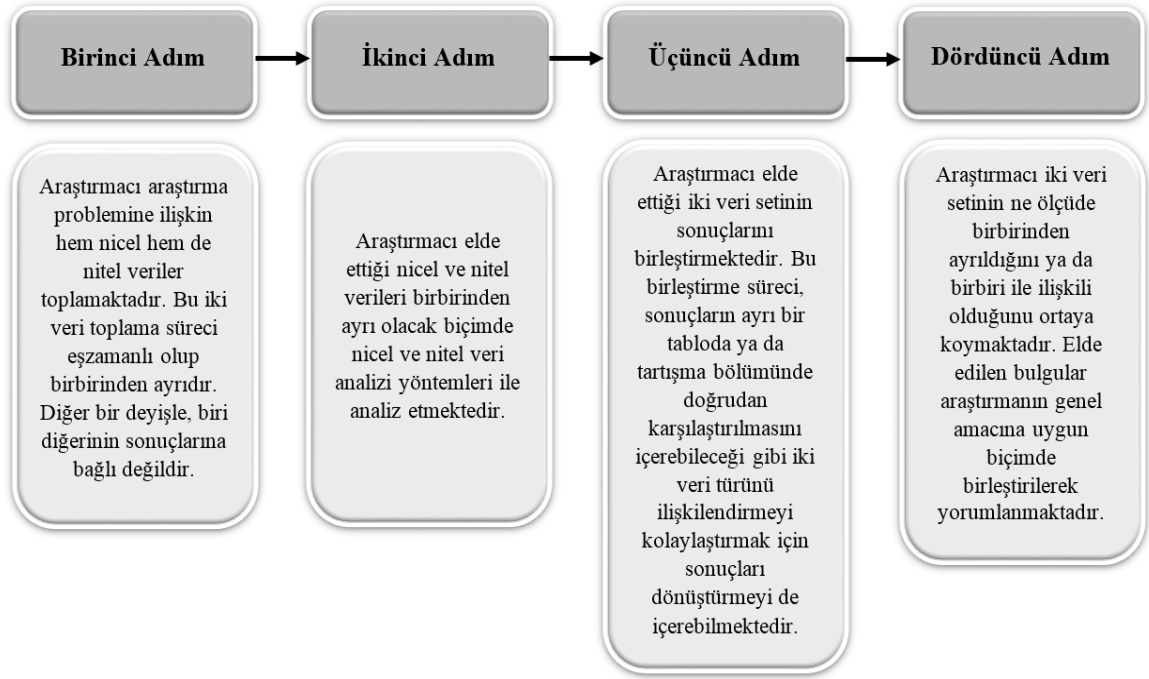 Birinci Adım
İkinci Adım
Üçüncü Adım
Dördüncü Adım
Araştırmacı araştırma
problemine ilişkin
hem nicel hem de
nitel veriler
toplamaktadır. Bu iki
veri toplama süreci
eşzamanlı olup
birbirinden ayrıdır.
Diğer bir deyişle, biri
diğerinin sonuçlarına
bağlı değildir.
Araştırmacı elde
ettiği nicel ve nitel
verileri birbirinden
ayrı olacak biçimde
nicel ve nitel veri
analizi yöntemleri ile
analiz etmektedir.
Araştırmacı elde
ettiği iki veri setinin
sonuçlarını
birleştirmektedir. Bu
birleştirme süreci,
sonuçların ayrı bir
tabloda ya da
tartışma bölümünde
doğrudan
karşılaştırılmasını
içerebileceği gibi iki
veri türünü
ilişkilendirmeyi
kolaylaştırmak için
sonuçları
dönüştürmeyi de
içerebilmektedir.
Araştırmacı iki veri
setinin ne ölçüde
birbirinden
ayrıldığını ya da
birbiri ile ilişkili
olduğunu ortaya
koymaktadır. Elde
edilen bulgular
araştırmanın genel
amacına uygun
biçimde
birleştirilerek
yorumlanmaktadır.